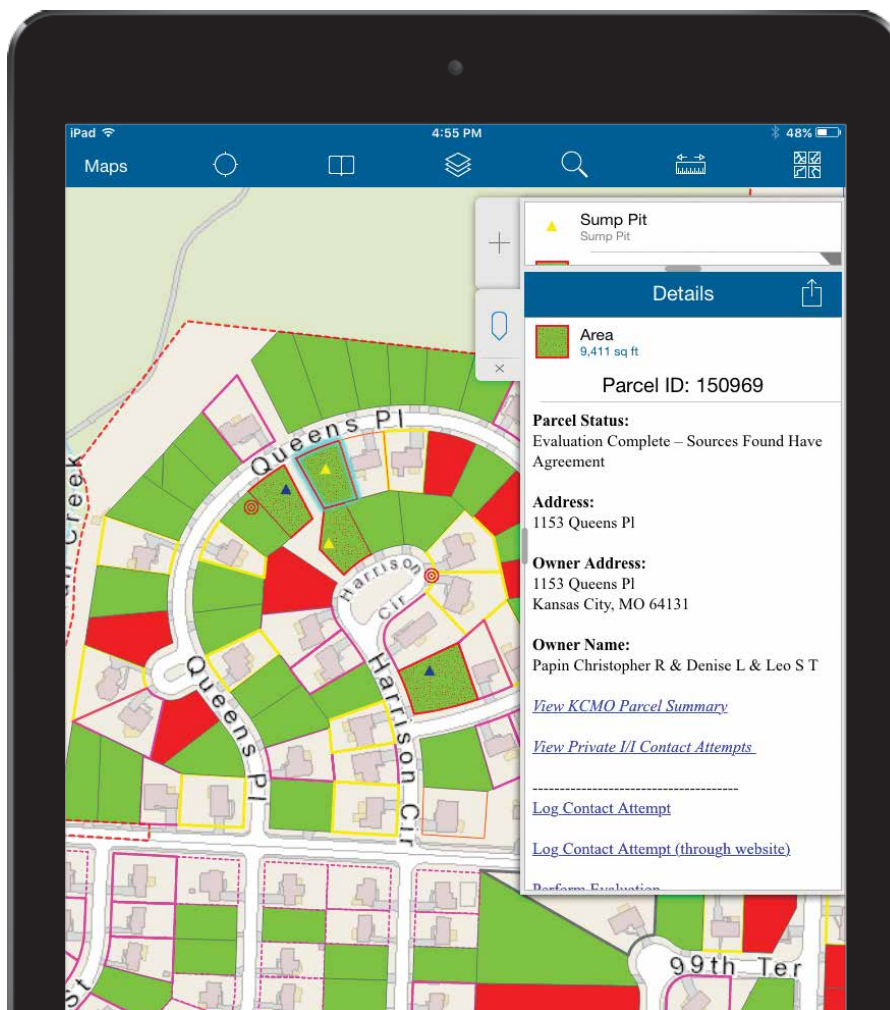 iPad
4:55 PM
48%
Maps
Sump Pit
Sump Pit
Details
Area
9,411 sq ft
Parcel ID: 150969
Parcel Status:
Evaluation Complete – Sources Found Have
Agreement
Address:
1153 Queens Pl
Owner Address:
1153 Queens Pl
Kansas City, MO 64131
Owner Name:
Papin Christopher R & Denise L & Leo S T
View KCMO Parcel Summary
View Private I/I Contact Attempts
--------------------------------------
Log Contact Attempt
Log Contact Attempt (through website)
Perform Evaluation
Queens Pl
Creek
Harrison
Cir
Queens Pl
Harrison Cir
99th Ter
St